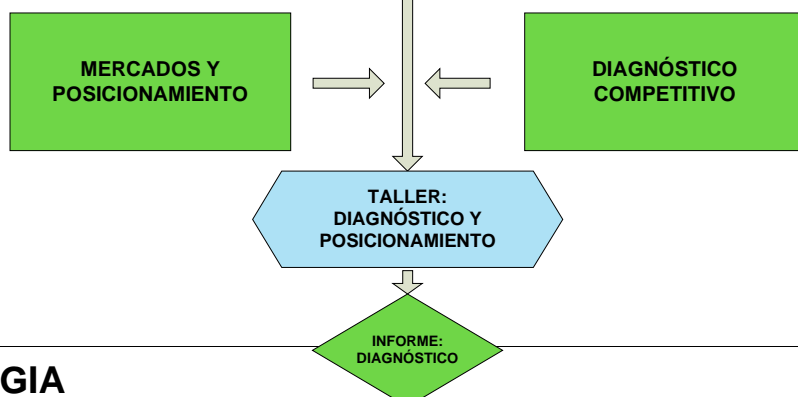 MERCADOS Y
POSICIONAMIENTO
DIAGNÓSTICO
COMPETITIVO
TALLER:
DIAGNÓSTICO Y
POSICIONAMIENTO
INFORME:
DIAGNÓSTICO
GIA